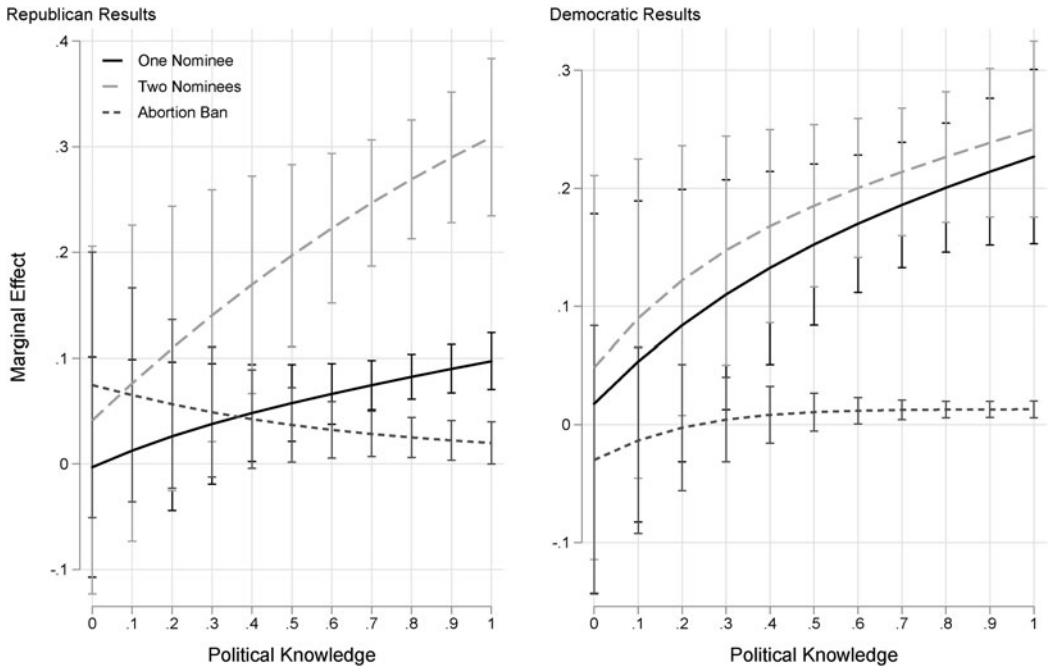 Republican Results
Democratic Results
One Nominee
Two Nominees
Abortion Ban
Marginal Effect
.4
.3
.2
.1
0
-.1
0 .1 .2 .3 .4 .5 .6 .7 .8 .9 1
Political Knowledge
.3
.2
.1
0
-.1
0 .1 .2 .3 .4 .5 .6 .7 .8 .9 1
Political Knowledge